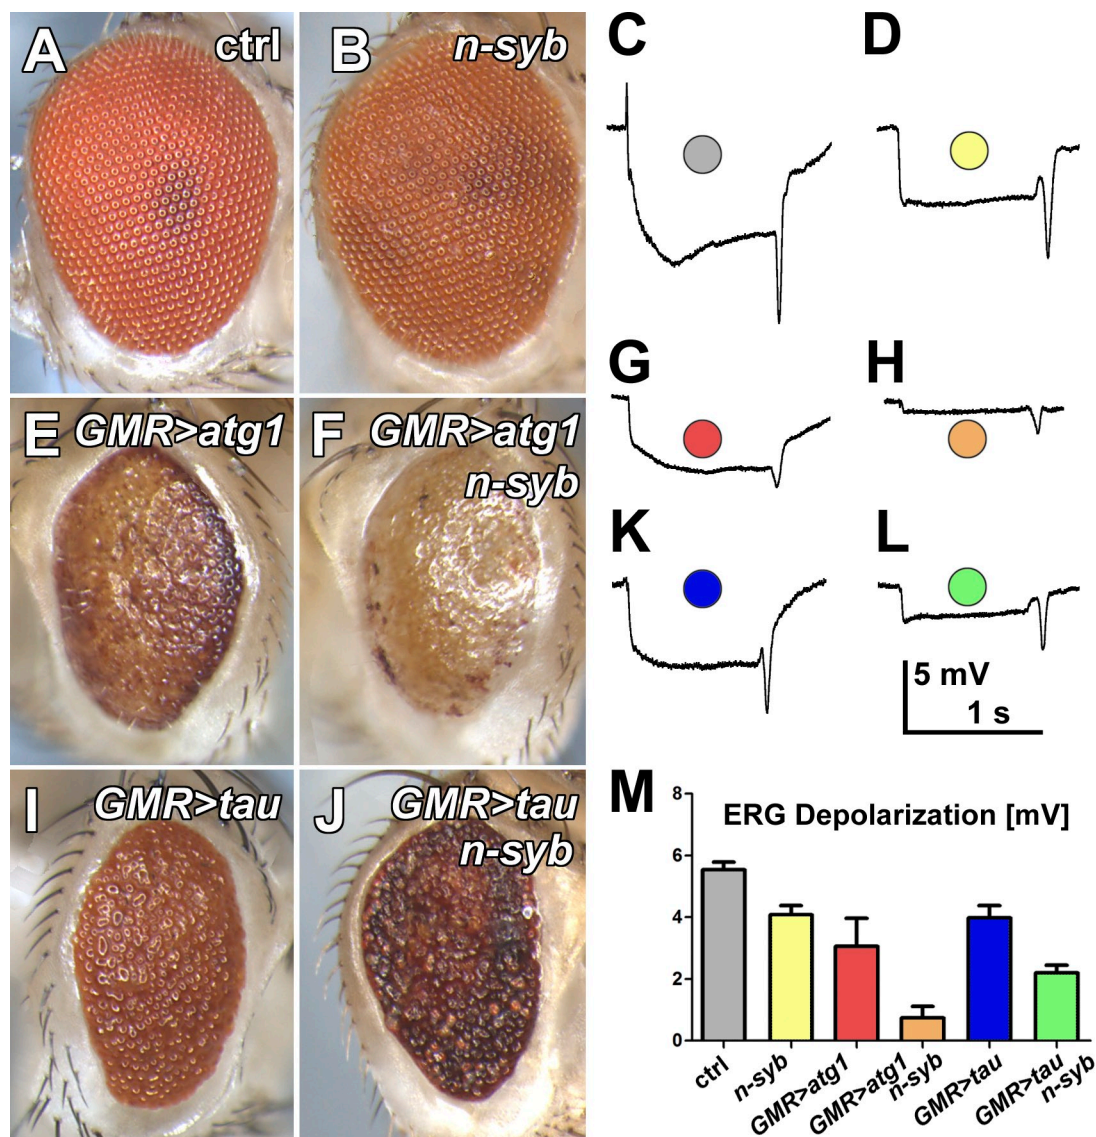 A ctrl
B n-syb
C
D
E GMR>atg1
F GMR>atg1
n-syb
G
H
I GMR>tau
J GMR>tau
n-syb
K
L
5 mV
1 s
M
ERG Depolarization [mV]
8
6
4
2
0
ctrl
n-syb
GMR>atg1
GMR>atg1
n-syb
GMR>tau
GMR>tau
n-syb